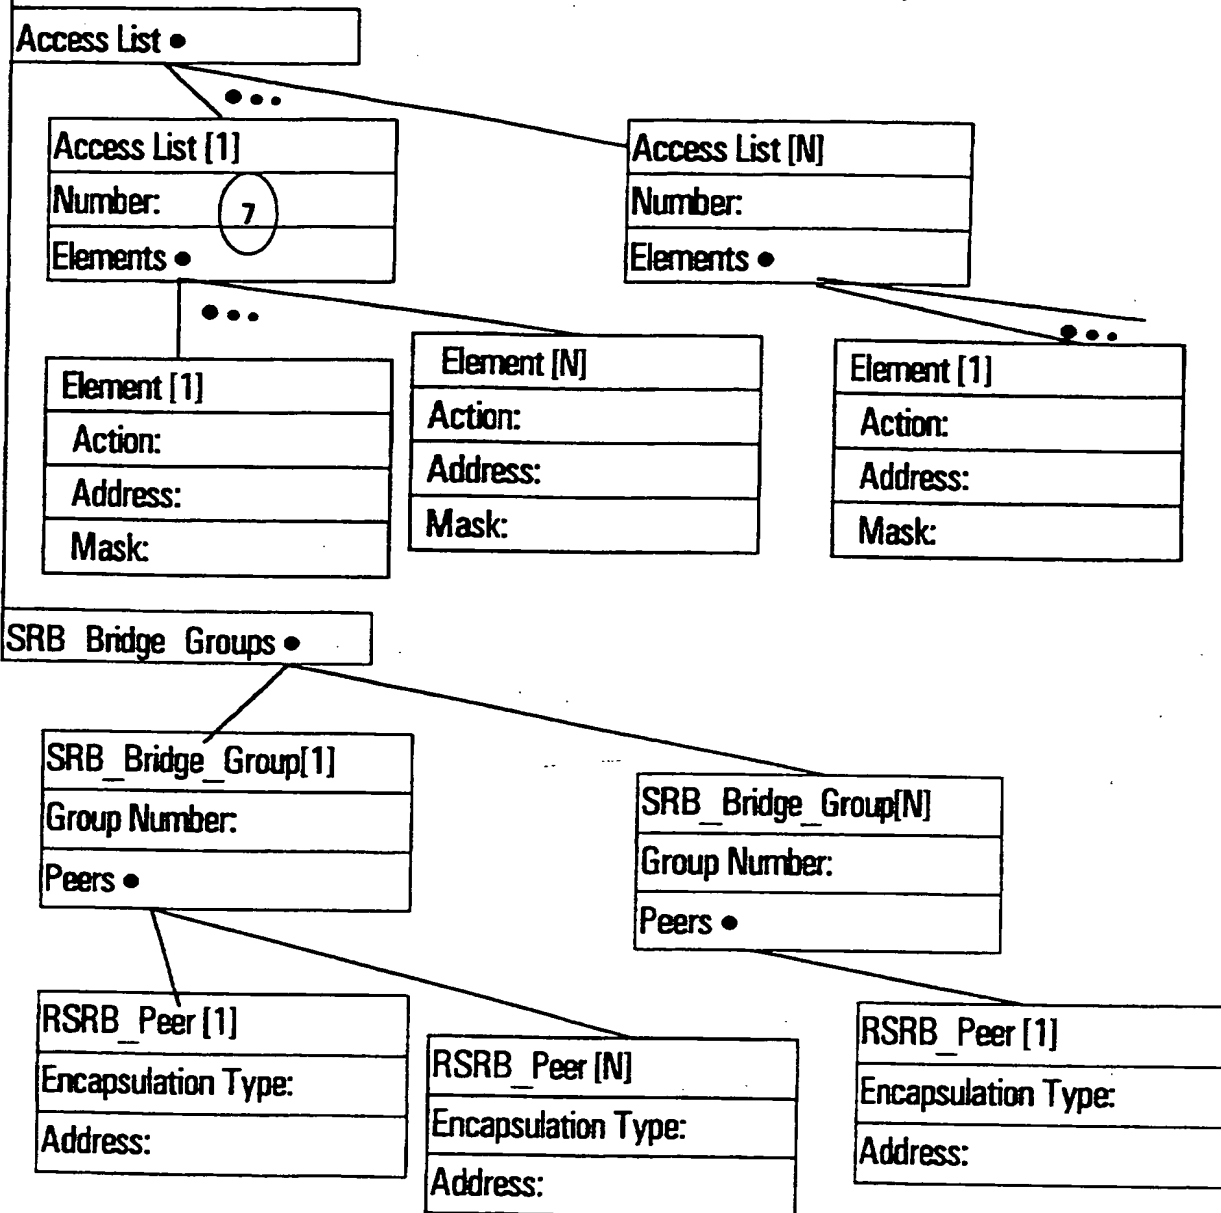 Access List
Access List [1]
Number:
7
Elements
Access List [N]
Number:
Elements
Element [1]
Action:
Address:
Mask:
Element [N]
Action:
Address:
Mask:
Element [1]
Action:
Address:
Mask:
SRB Bridge Groups
SRB_Bridge_Group[1]
Group Number:
Peers
SRB_Bridge_Group[N]
Group Number:
Peers
RSRB_Peer [1]
Encapsulation Type:
Address:
RSRB_Peer [N]
Encapsulation Type:
Address:
RSRB_Peer [1]
Encapsulation Type:
Address: